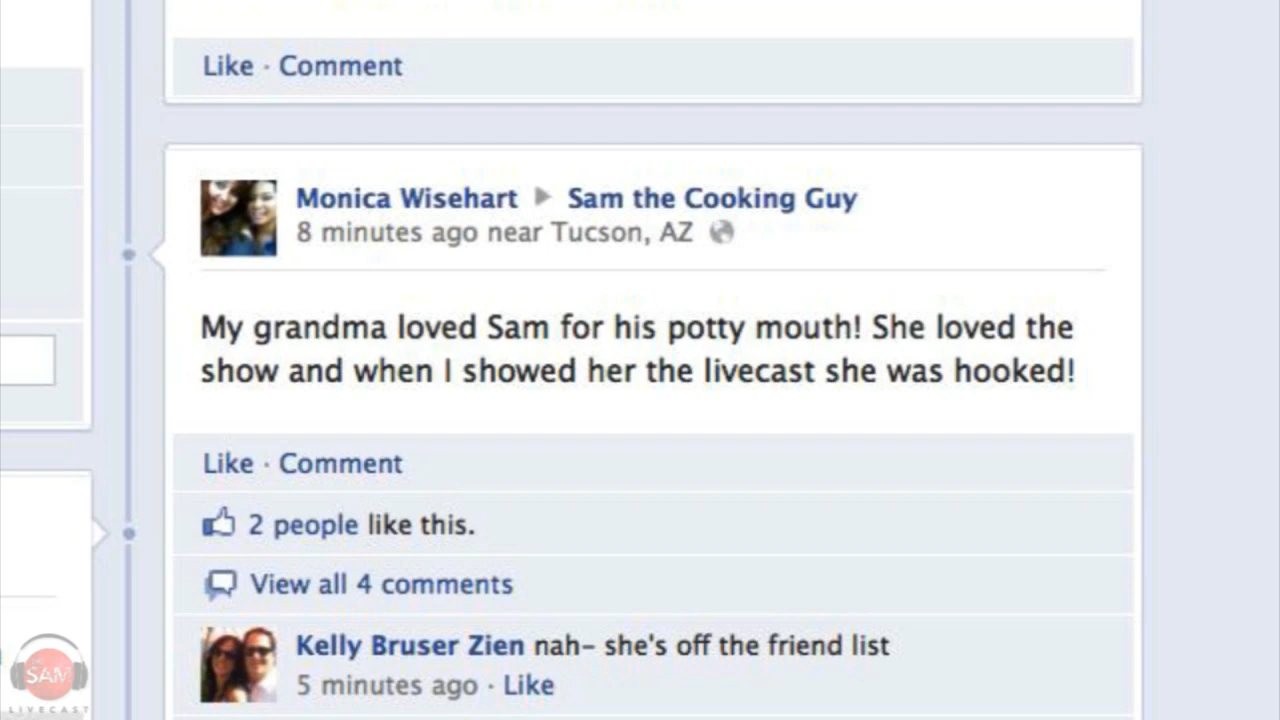 Like · Comment
Monica Wisehart ▶ Sam the Cooking Guy
8 minutes ago near Tucson, AZ
My grandma loved Sam for his potty mouth! She loved the
show and when I showed her the livecast she was hooked!
Like · Comment
2 people like this.
View all 4 comments
Kelly Bruser Zien nah- she's off the friend list
5 minutes ago · Like
SAM
LIVECAST